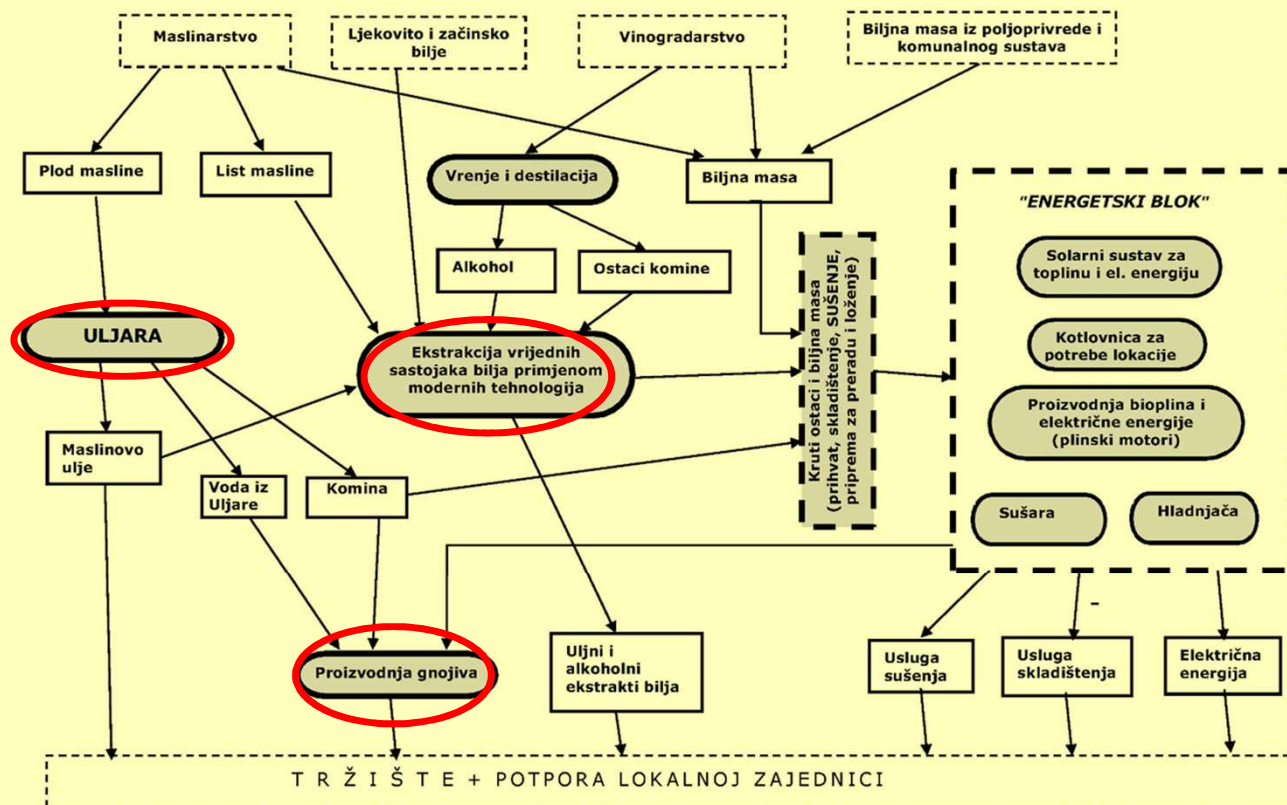 Maslinarstvo
Ljekovito i začinsko
bilje
Vinogradarstvo
Biljna masa iz poljoprivrede i
komunalnog sustava
Plod masline
List masline
Vrenje i destilacija
Biljna masa
"ENERGETSKI BLOK"
Alkohol
Ostaci komine
Kruti ostaci i biljna masa
(prihvat, skladištenje, SUŠENJE,
priprema za preradu i loženje)
Solarni sustav za
toplinu i el. energiju
ULJARA
Ekstrakcija vrijednih
sastojaka bilja primjenom
modernih tehnologija
Kotlovnica za
potrebe lokacije
Proizvodnja bioplina i
električne energije
(plinski motori)
Maslinovo
ulje
Voda iz
Uljare
Komina
Sušara
Hladnjača
-
Proizvodnja gnojiva
Uljni i
alkoholni
ekstrakti bilja
Usluga
sušenja
Usluga
skladištenja
Električna
energija
T R Ž I Š T E + POTPORA LOKALNOJ ZAJEDNICI